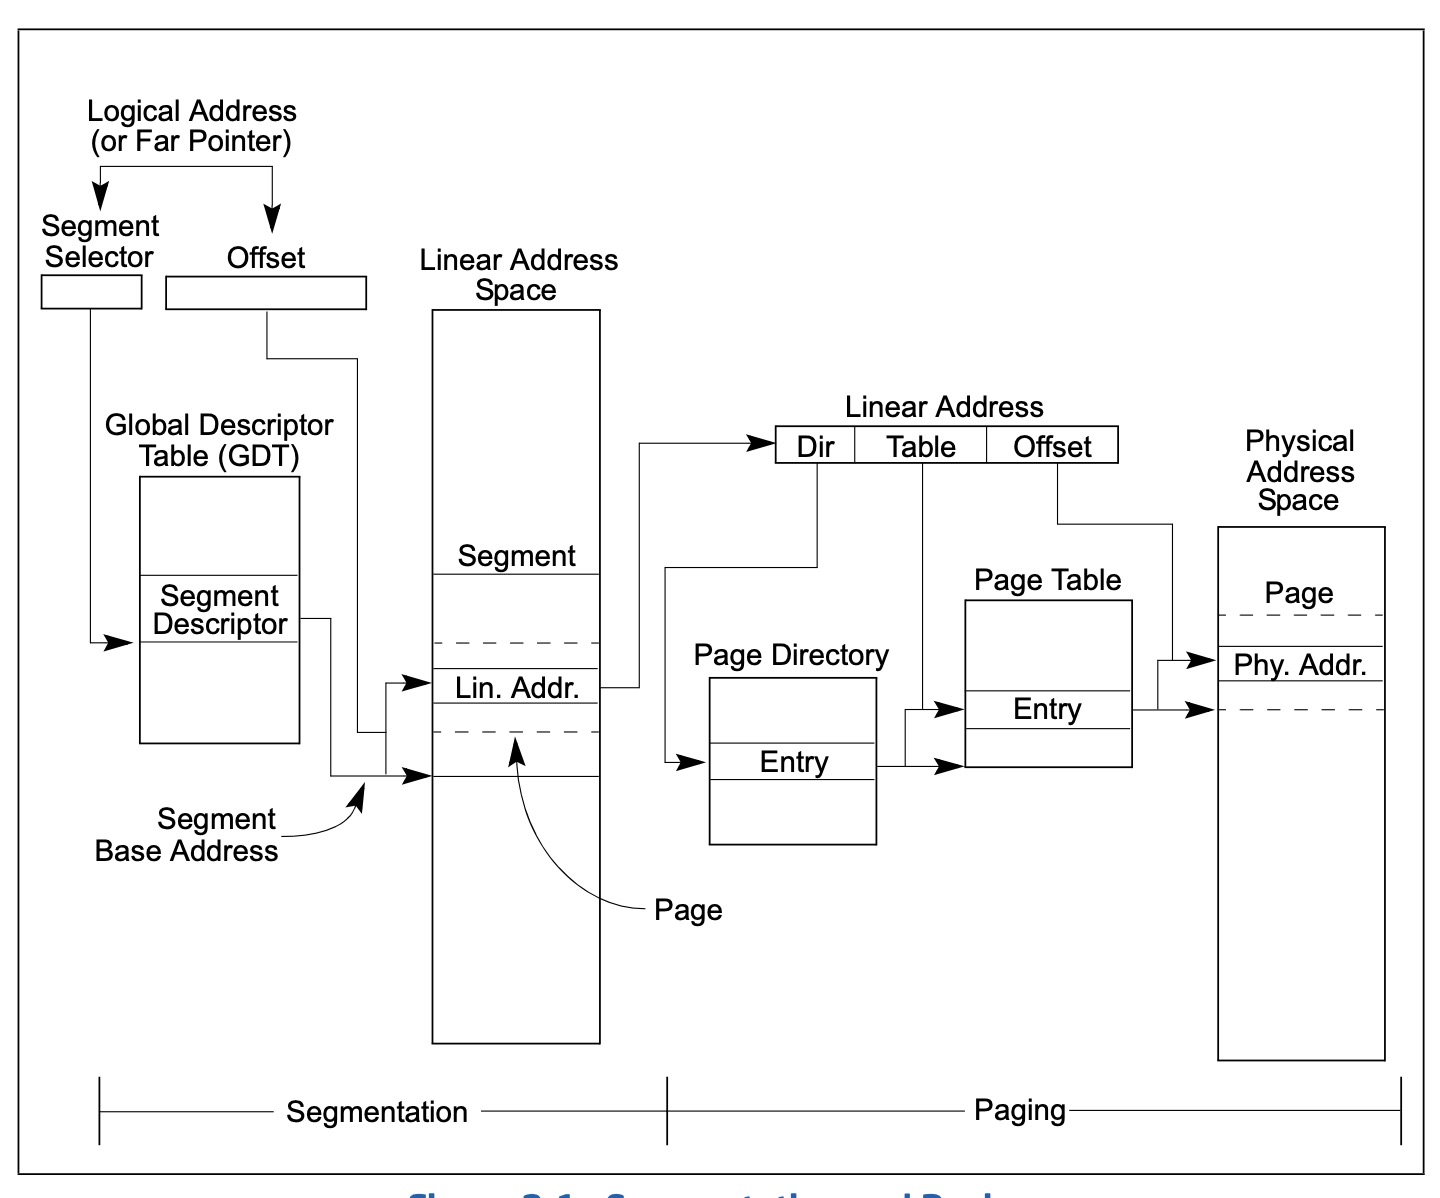 Logical Address
(or Far Pointer)
Segment
Selector
Offset
Linear Address
Space
Global Descriptor
Table (GDT)
Segment
Descriptor
Segment
Lin. Addr.
Segment
Base Address
Page
Linear Address
Dir
Table
Offset
Page Directory
Entry
Page Table
Entry
Physical
Address
Space
Page
Phy. Addr.
Segmentation
Paging